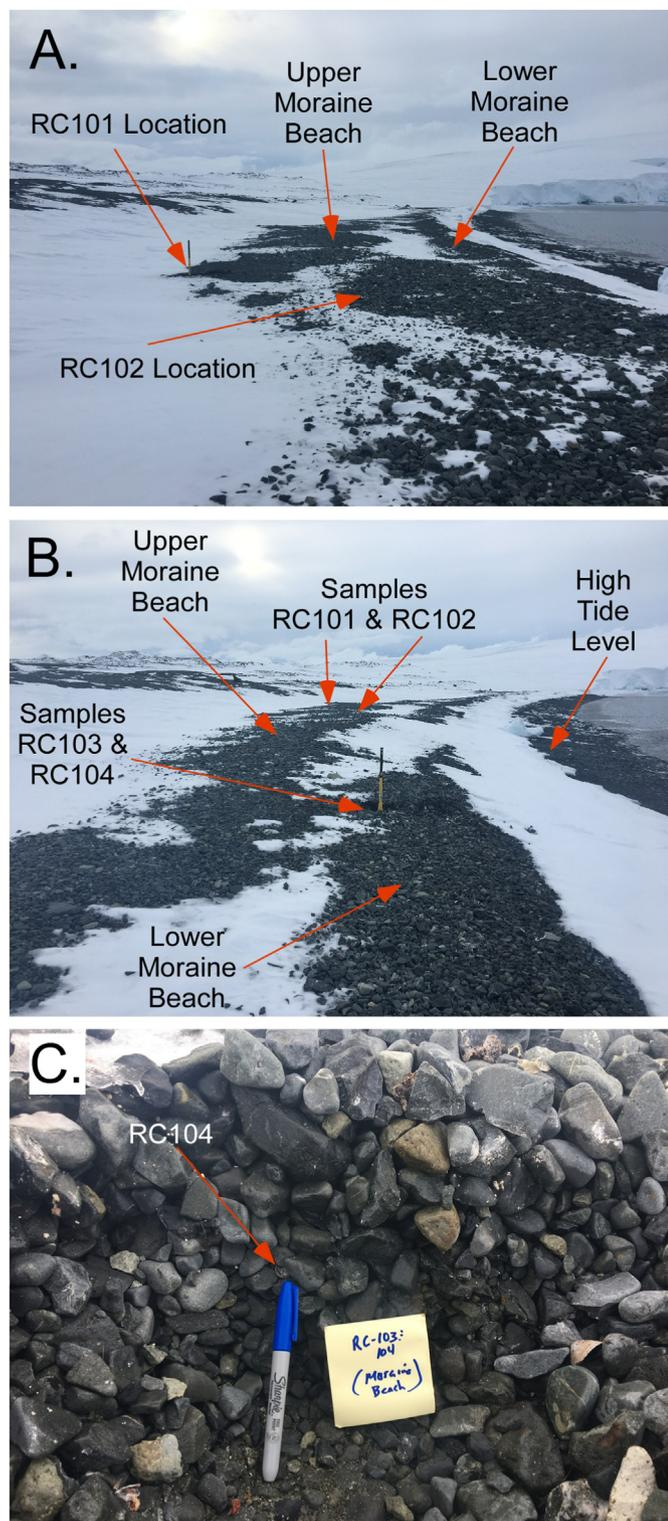 A.
RC101 Location
Upper
Moraine
Beach
Lower
Moraine
Beach
RC102 Location
B.
Upper
Moraine
Beach
Samples
RC101 & RC102
High
Tide
Level
Samples
RC103 &
RC104
Lower
Moraine
Beach
C.
RC104
RC-103:
104
(Moraine
Beach)
Sharpie